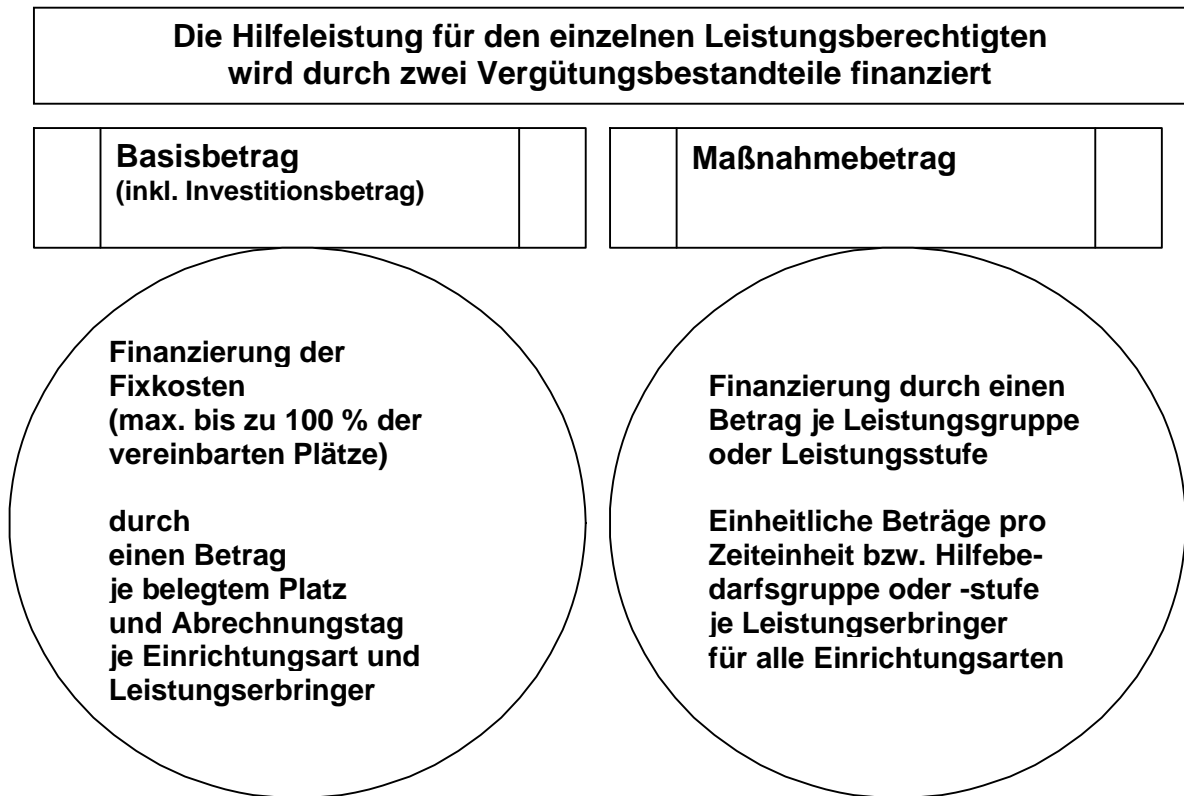 Die Hilfeleistung für den einzelnen Leistungsberechtigten
wird durch zwei Vergütungsbestandteile finanziert
Basisbetrag
(inkl. Investitionsbetrag)
Maßnahmebetrag
Finanzierung der
Fixkosten
(max. bis zu 100 % der
vereinbarten Plätze)
durch
einen Betrag
je belegtem Platz
und Abrechnungstag
je Einrichtungsart und
Leistungserbringer
Finanzierung durch einen
Betrag je Leistungsgruppe
oder Leistungsstufe
Einheitliche Beträge pro
Zeiteinheit bzw. Hilfebe-
darfsgruppe oder -stufe
je Leistungserbringer
für alle Einrichtungsarten